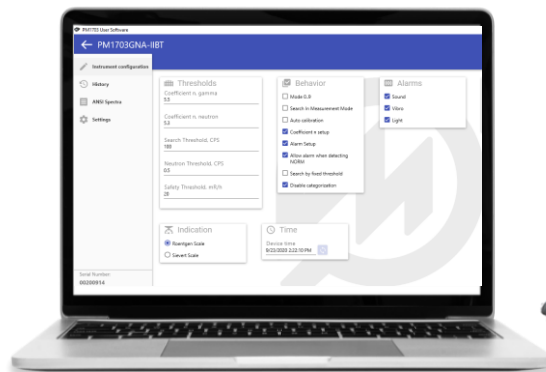 PM1703 User Software
PM1703GNA-IIBT
Instrument configuration
History
ANSI Spectra
Settings
Serial Number
00200914
Thresholds
Coefficient n, gamma
5.3
Coefficient n, neutron
5.3
Search Threshold, CPS
100
Neutron Threshold, CPS
0.5
Safety Threshold, mR/h
20
Behavior
Mode 0..9
Search in Measurement Mode
Auto calibration
Coefficient n setup
Alarm Setup
Allow alarm when detecting
NORM
Search by fixed threshold
Disable categorization
Alarms
Sound
Vibro
Light
Indication
Roentgen Scale
Sievert Scale
Time
Device time